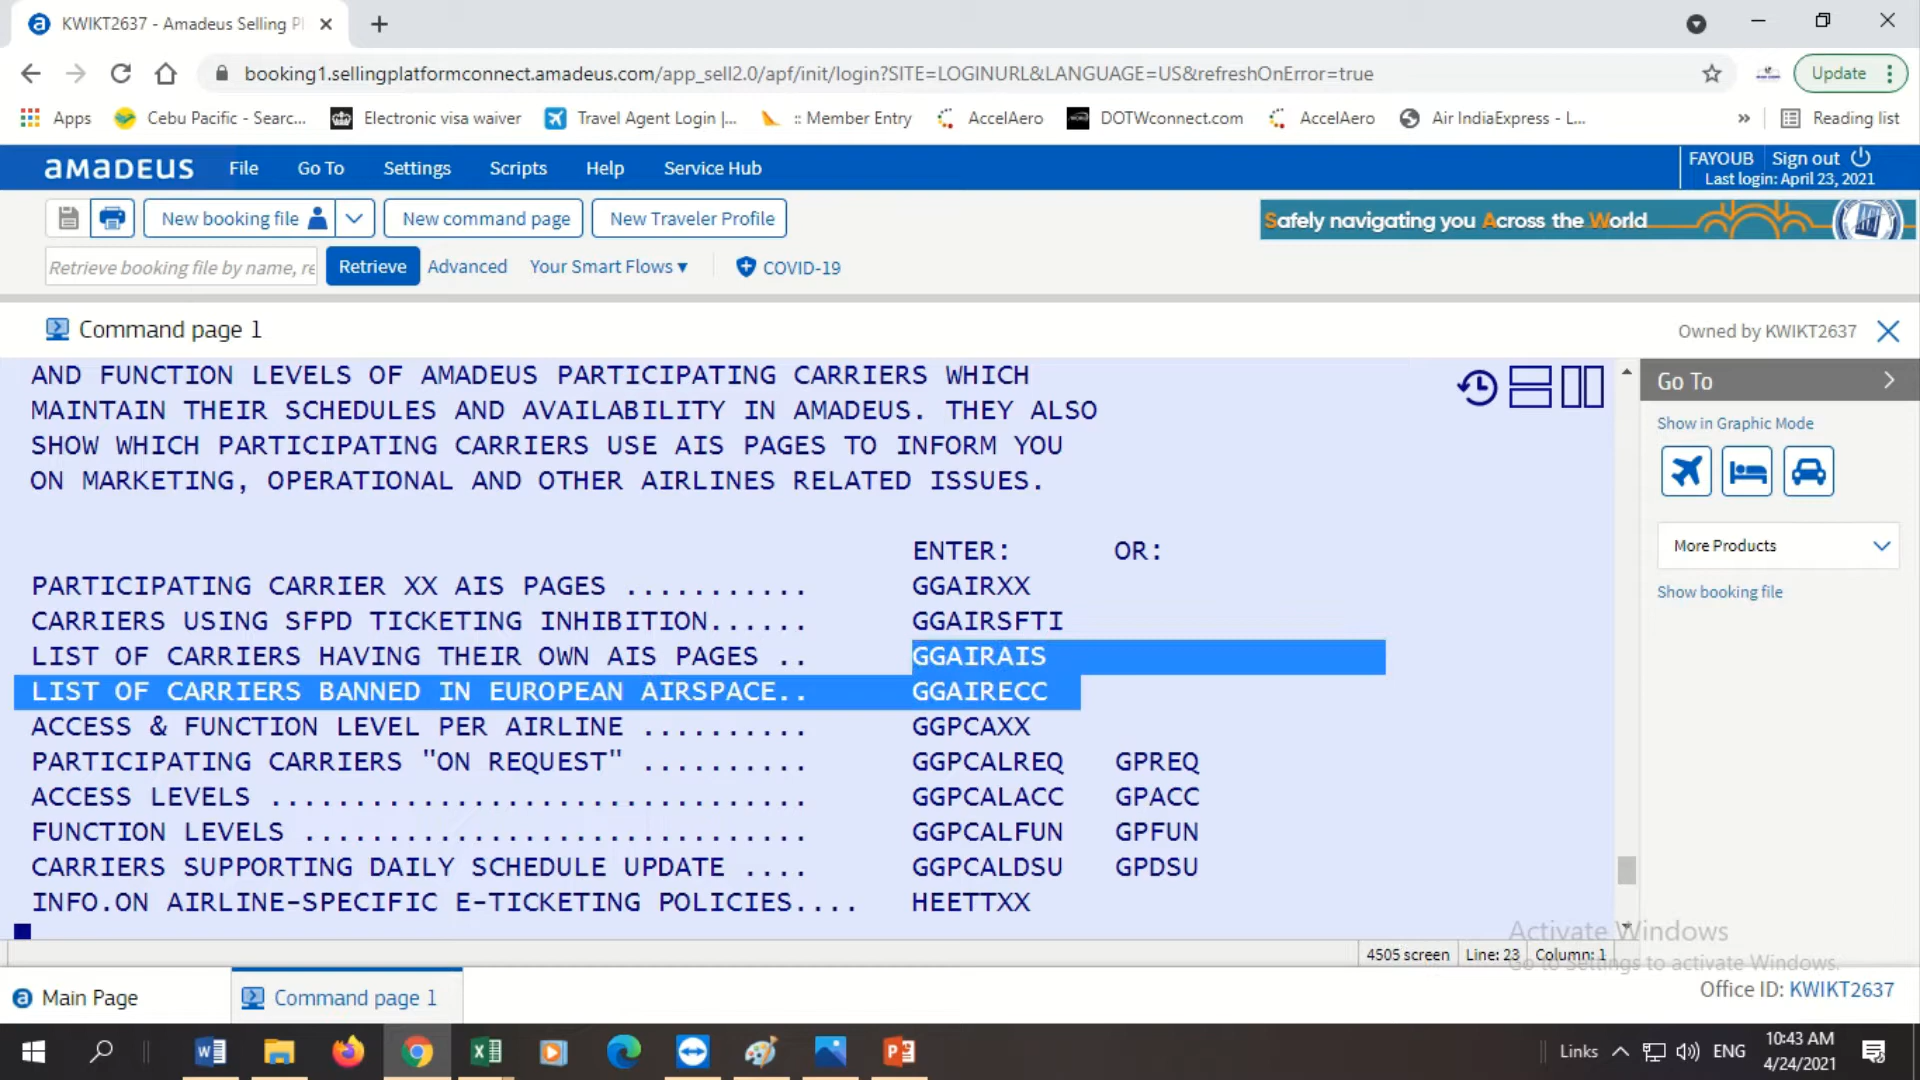 KWIKT2637 - Amadeus Selling Pl
booking1.sellingplatformconnect.amadeus.com/app_sell2.0/apf/init/login?SITE=LOGINURL&LANGUAGE=US&refreshOnError=true
Update
Apps
Cebu Pacific - Searc...
Electronic visa waiver
Travel Agent Login |...
:: Member Entry
AccelAero
DOTWconnect.com
AccelAero
Air IndiaExpress - L...
»
Reading list
amadeus
File
Go To
Settings
Scripts
Help
Service Hub
FAYOUB
Sign out
Last login: April 23, 2021
New booking file
New command page
New Traveler Profile
Safely navigating you Across the World
Retrieve booking file by name, re
Retrieve
Advanced
Your Smart Flows
COVID-19
Command page 1
Owned by KWIKT2637
AND FUNCTION LEVELS OF AMADEUS PARTICIPATING CARRIERS WHICH
MAINTAIN THEIR SCHEDULES AND AVAILABILITY IN AMADEUS. THEY ALSO
SHOW WHICH PARTICIPATING CARRIERS USE AIS PAGES TO INFORM YOU
ON MARKETING, OPERATIONAL AND OTHER AIRLINES RELATED ISSUES.
ENTER: OR:
PARTICIPATING CARRIER XX AIS PAGES ........... GGAIRXX
CARRIERS USING SFPD TICKETING INHIBITION...... GGAIRSFTI
LIST OF CARRIERS HAVING THEIR OWN AIS PAGES .. GGAIRAIS
LIST OF CARRIERS BANNED IN EUROPEAN AIRSPACE.. GGAIRECC
ACCESS & FUNCTION LEVEL PER AIRLINE .......... GGPCAXX
PARTICIPATING CARRIERS "ON REQUEST" .......... GGPCALREQ GPREQ
ACCESS LEVELS ................................ GGPCALACC GPACC
FUNCTION LEVELS .............................. GGPCALFUN GPFUN
CARRIERS SUPPORTING DAILY SCHEDULE UPDATE .... GGPCALDSU GPDSU
INFO.ON AIRLINE-SPECIFIC E-TICKETING POLICIES.... HEETTXX
Go To
Show in Graphic Mode
More Products
Show booking file
Activate Windows
Go to Settings to activate Windows.
4505 screen
Line: 23
Column: 1
Main Page
Command page 1
Office ID: KWIKT2637
Links
ENG
10:43 AM
4/24/2021